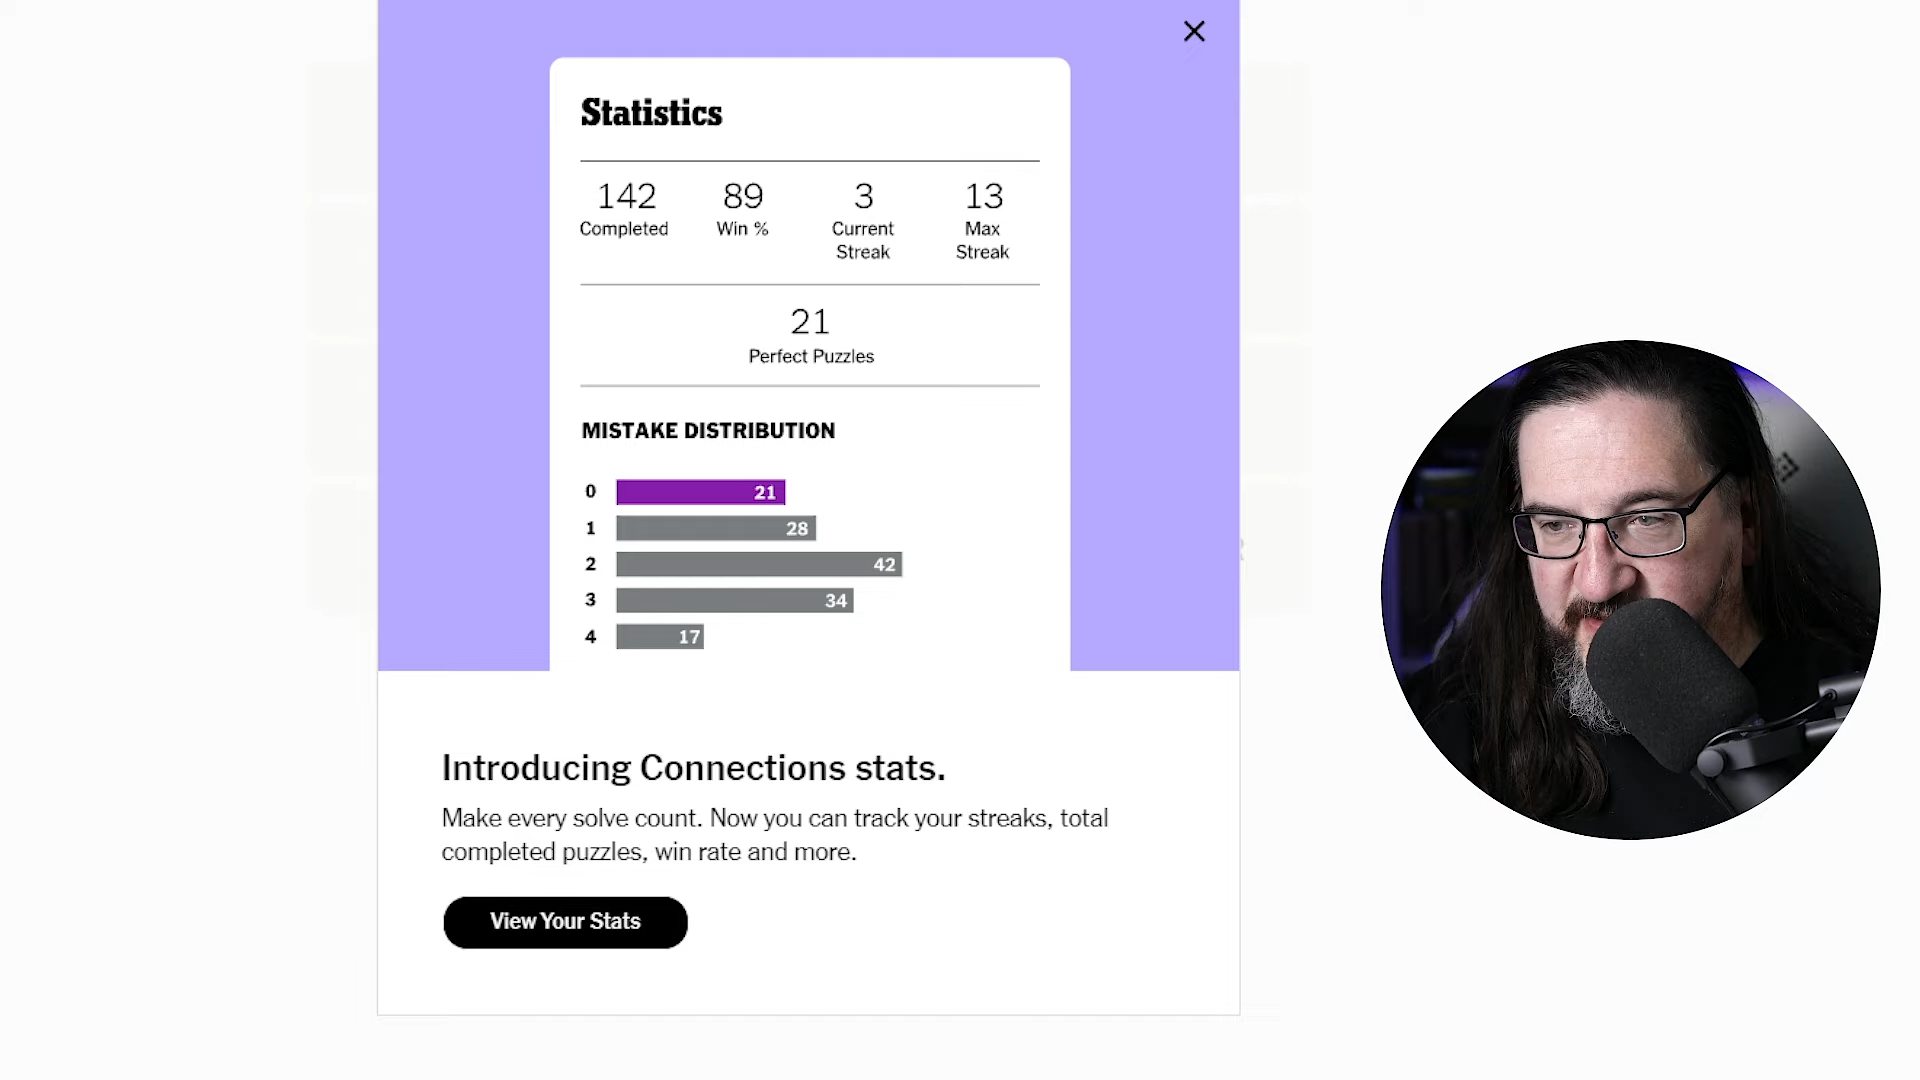 Statistics
142 89 3 13
Completed Win % Current Max
Streak Streak
21
Perfect Puzzles
MISTAKE DISTRIBUTION
0 21
1 28
2 42
3 34
4 17
Introducing Connections stats.
Make every solve count. Now you can track your streaks, total
completed puzzles, win rate and more.
View Your Stats